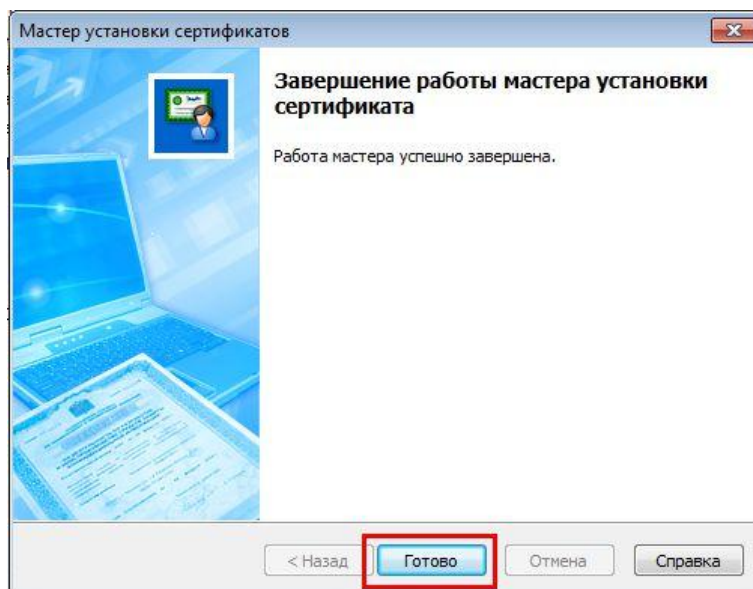 Мастер установки сертификатов
Завершение работы мастера установки
сертификата
Работа мастера успешно завершена.
< Назад
Готово
Отмена
Справка